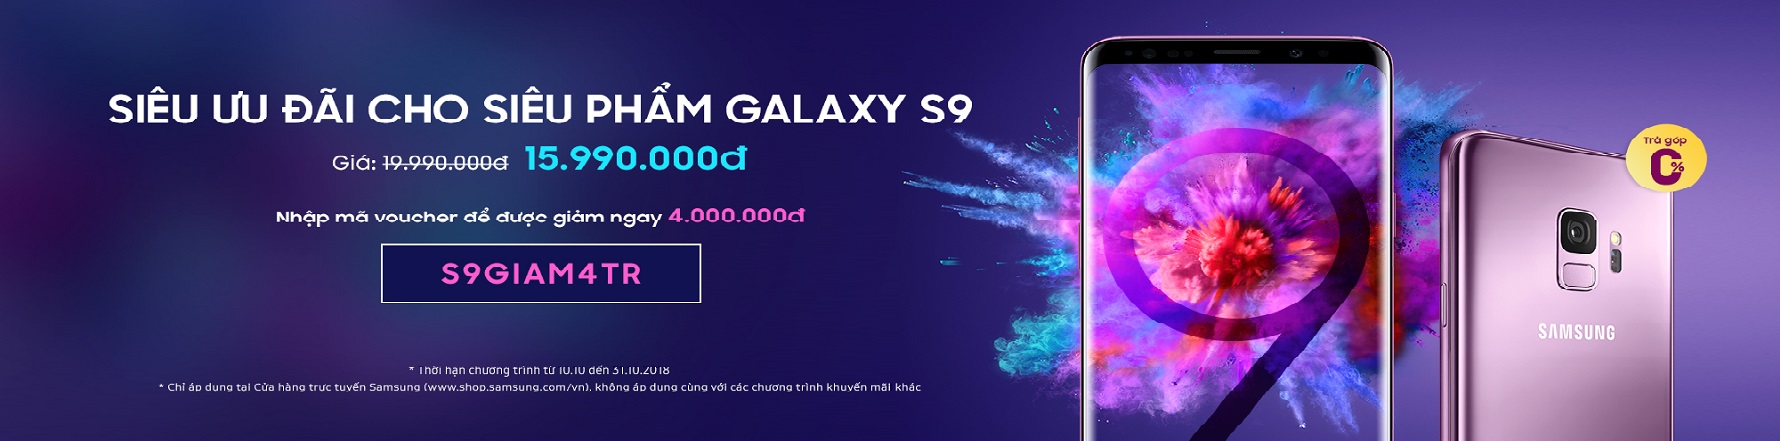 SIÊU ƯU ĐÃI CHO SIÊU PHẨM GALAXY S9
Giá: 19.990.000đ 15.990.000đ
Nhập mã voucher để được giảm ngay 4.000.000đ
S9GIAM4TR
* Thời hạn chương trình từ 10.10 đến 31.10.2018
* Chỉ áp dụng tại Cửa hàng trực tuyến Samsung (www.shop.samsung.com/vn), không áp dụng cùng với các chương trình khuyến mãi khác
Trả góp
0%
SAMSUNG